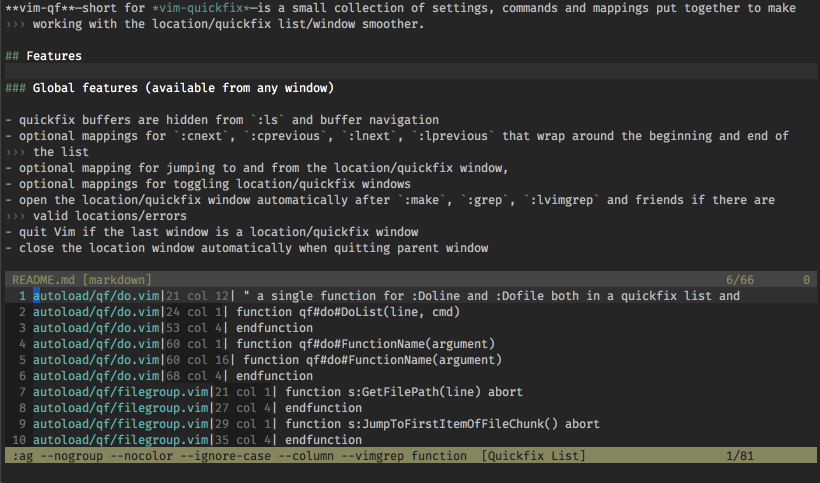 **vim-qf**—short for *vim-quickfix*—is a small collection of settings, commands and mappings put together to make
››› working with the location/quickfix list/window smoother.
## Features
### Global features (available from any window)
- quickfix buffers are hidden from `:ls` and buffer navigation
- optional mappings for `:cnext`, `:cprevious`, `:lnext`, `:lprevious` that wrap around the beginning and end of
››› the list
- optional mapping for jumping to and from the location/quickfix window,
- optional mappings for toggling location/quickfix windows
- open the location/quickfix window automatically after `:make`, `:grep`, `:lvimgrep` and friends if there are
››› valid locations/errors
- quit Vim if the last window is a location/quickfix window
- close the location window automatically when quitting parent window
README.md [markdown] 6/66 0
1 autoload/qf/do.vim|21 col 12| " a single function for :Doline and :Dofile both in a quickfix list and
2 autoload/qf/do.vim|24 col 1| function qf#do#DoList(line, cmd)
3 autoload/qf/do.vim|53 col 4| endfunction
4 autoload/qf/do.vim|60 col 1| function qf#do#FunctionName(argument)
5 autoload/qf/do.vim|60 col 16| function qf#do#FunctionName(argument)
6 autoload/qf/do.vim|68 col 4| endfunction
7 autoload/qf/filegroup.vim|21 col 1| function s:GetFilePath(line) abort
8 autoload/qf/filegroup.vim|27 col 4| endfunction
9 autoload/qf/filegroup.vim|29 col 1| function s:JumpToFirstItemOfFileChunk() abort
10 autoload/qf/filegroup.vim|35 col 4| endfunction
:ag --nogroup --nocolor --ignore-case --column --vimgrep function [Quickfix List] 1/81